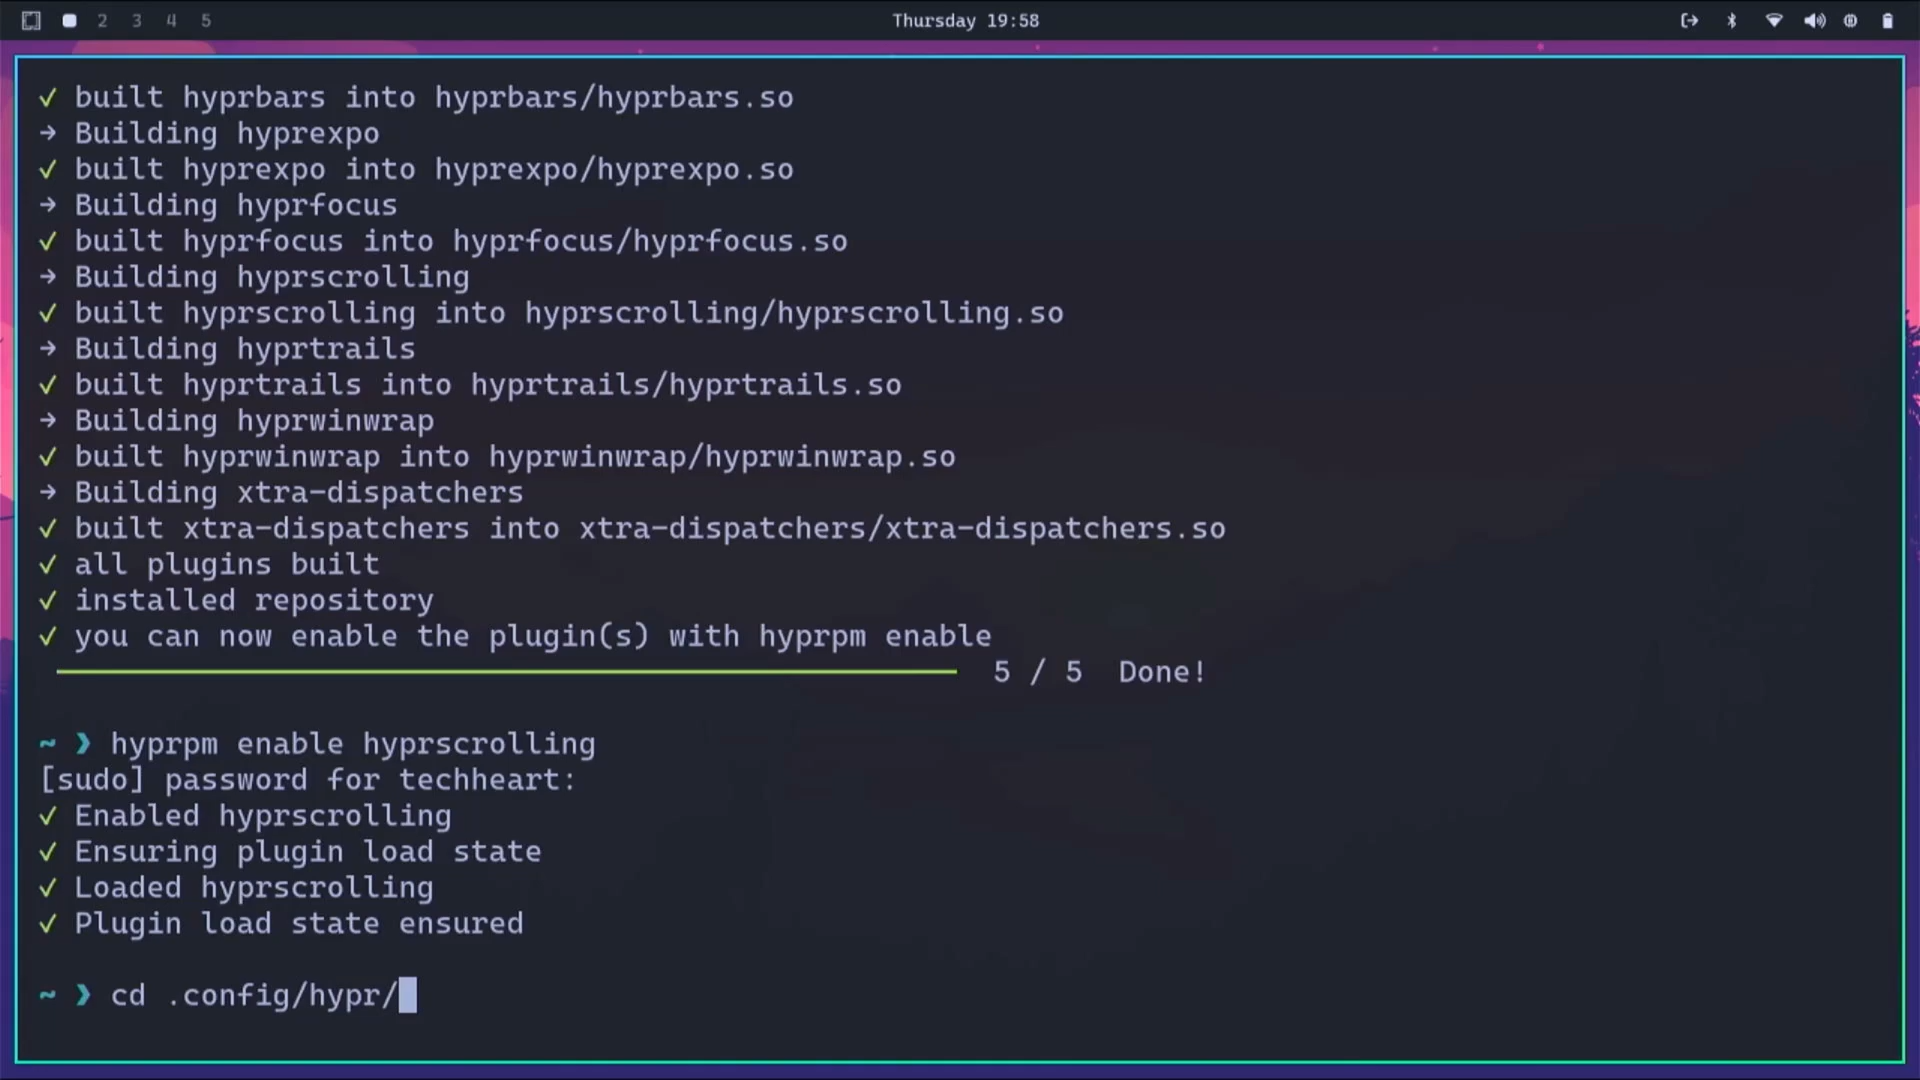 2 3 4 5 Thursday 19:58
✓ built hyprbars into hyprbars/hyprbars.so
→ Building hyprexpo
✓ built hyprexpo into hyprexpo/hyprexpo.so
→ Building hyprfocus
✓ built hyprfocus into hyprfocus/hyprfocus.so
→ Building hyprscrolling
✓ built hyprscrolling into hyprscrolling/hyprscrolling.so
→ Building hyprtrails
✓ built hyprtrails into hyprtrails/hyprtrails.so
→ Building hyprwinwrap
✓ built hyprwinwrap into hyprwinwrap/hyprwinwrap.so
→ Building xtra-dispatchers
✓ built xtra-dispatchers into xtra-dispatchers/xtra-dispatchers.so
✓ all plugins built
✓ installed repository
✓ you can now enable the plugin(s) with hyprpm enable
5 / 5 Done!
~ ❯ hyprpm enable hyprscrolling
[sudo] password for techheart:
✓ Enabled hyprscrolling
✓ Ensuring plugin load state
✓ Loaded hyprscrolling
✓ Plugin load state ensured
~ ❯ cd .config/hypr/